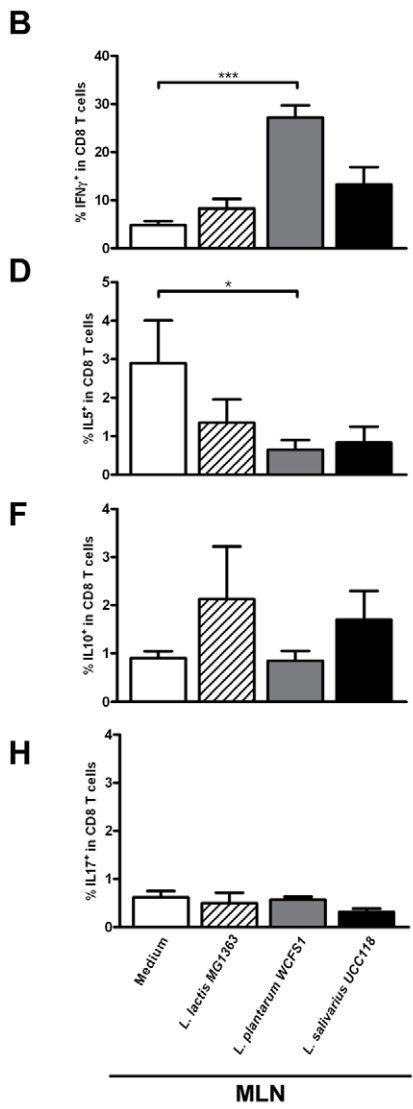 B
% IFNγ⁺ in CD8 T cells
40
30
20
10
0
***
D
% IL5⁺ in CD8 T cells
5
4
3
2
1
0
*
F
% IL10⁺ in CD8 T cells
4
3
2
1
0
H
% IL17⁺ in CD8 T cells
4
3
2
1
0
Medium
L. lactis MG1363
L. plantarum WCFS1
L. salivarius UCC118
MLN